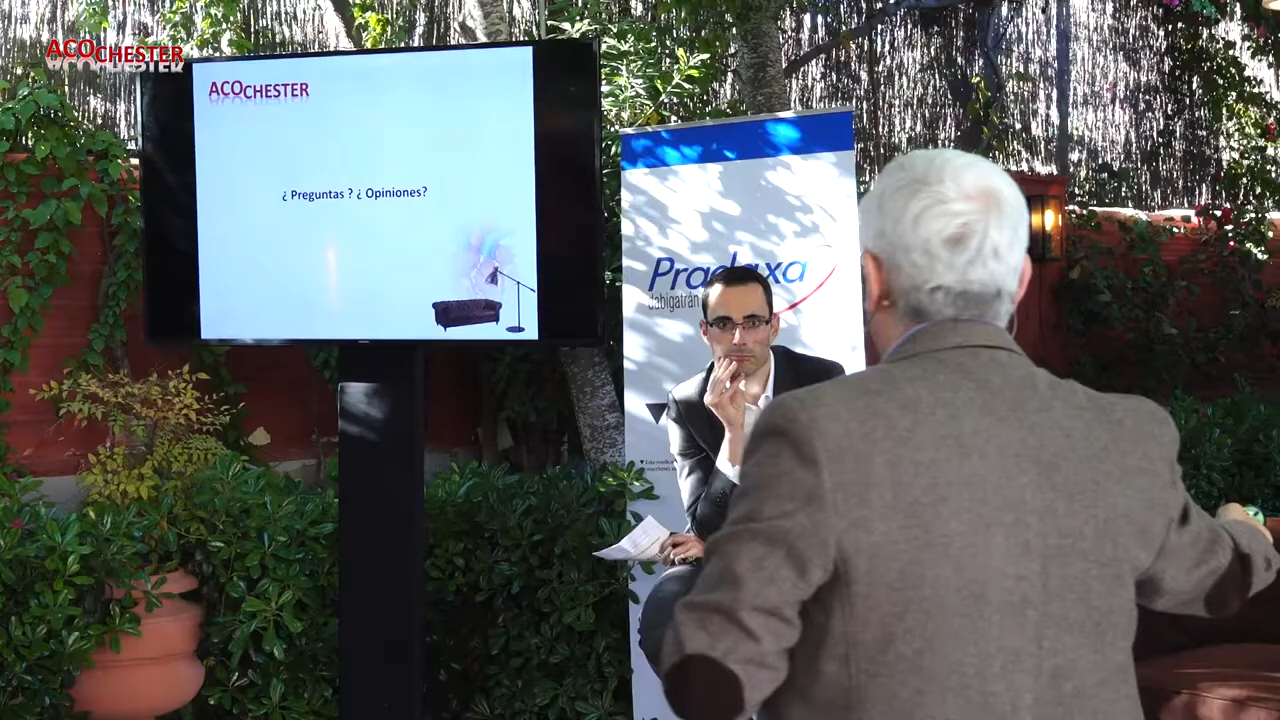 ACOCHESTER
ACOCHESTER
¿ Preguntas ? ¿ Opiniones?
Pradaxa
dabigatrán